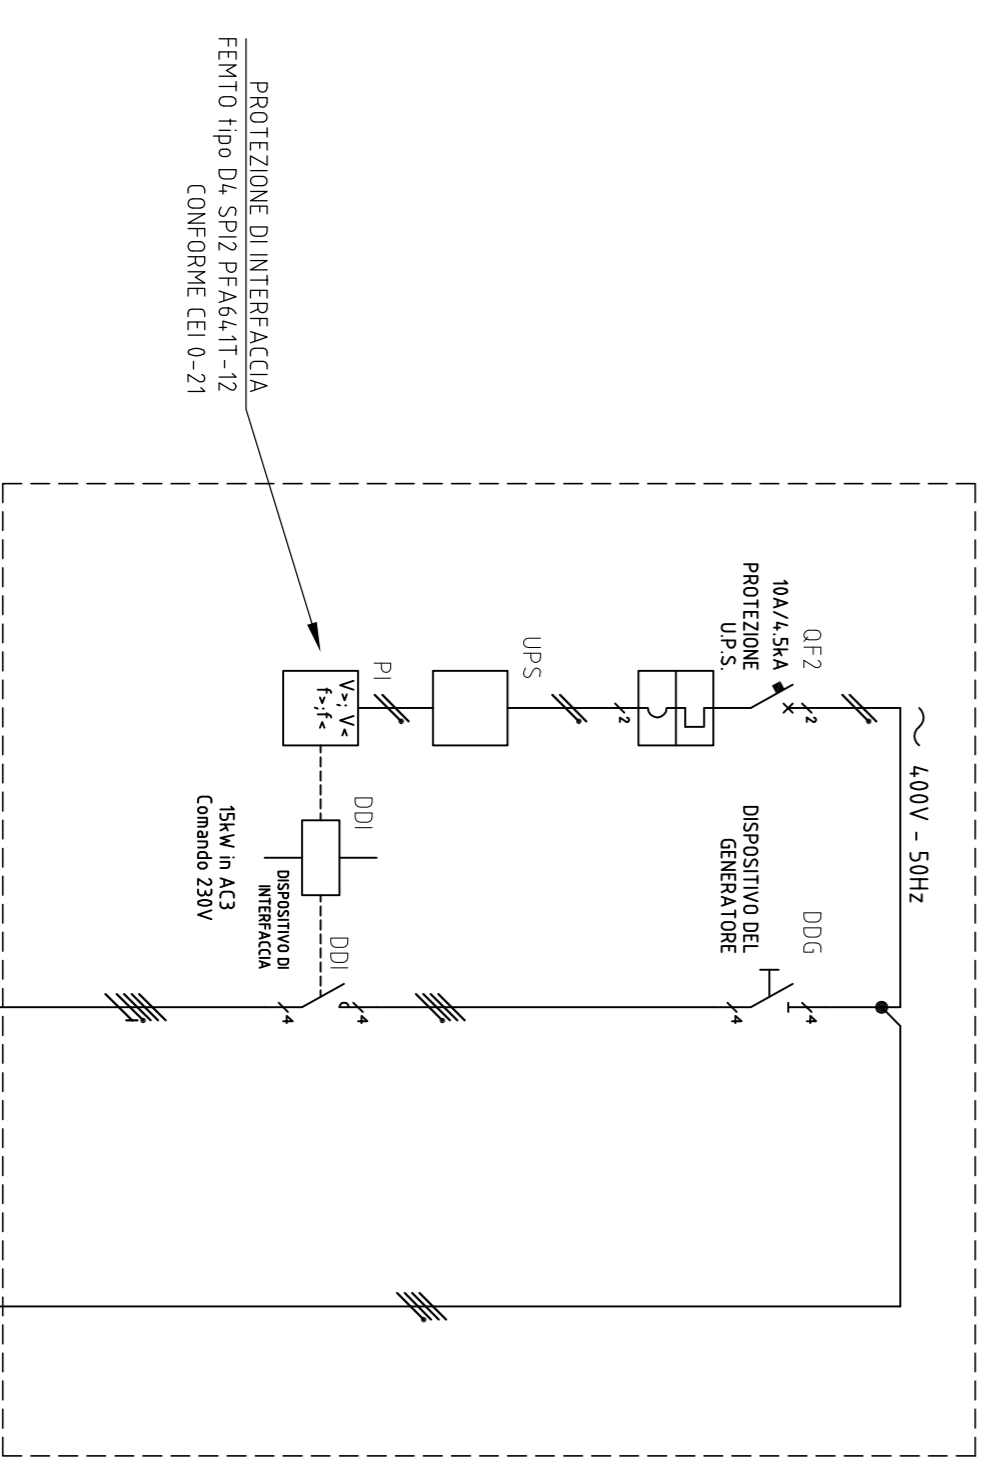 PROTEZIONE DI INTERFACCIA
FEMTO tipo D4 SPI2 PFA641T-12
CONFORME CEI 0-21
~ 400V - 50Hz
QF2
10A/4.5kA
PROTEZIONE
U.P.S.
2
2
UPS
PI
V>; V<
f>;f<
DDG
DISPOSITIVO DEL
GENERATORE
4
4
DDI
DISPOSITIVO DI
INTERFACCIA
15kW in AC3
Comando 230V
DDI
4
4